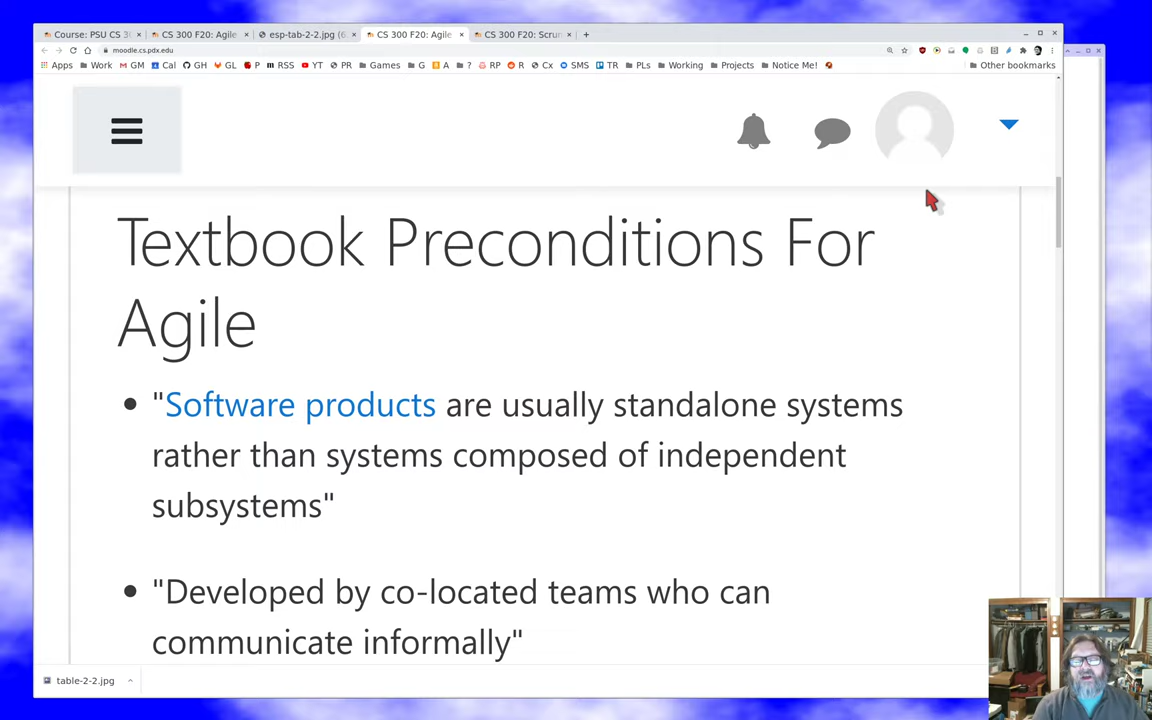 Course: PSU CS 30
CS 300 F20: Agile
esp-tab-2-2.jpg (6
CS 300 F20: Agile
CS 300 F20: Scrum
moodle.cs.pdx.edu
Apps Work GM Cal GH GL P RSS YT PR Games G A ? RP R Cx SMS TR PLs Working Projects Notice Me! Other bookmarks
Textbook Preconditions For
Agile
• "Software products are usually standalone systems
rather than systems composed of independent
subsystems"
• "Developed by co-located teams who can
communicate informally"
table-2-2.jpg